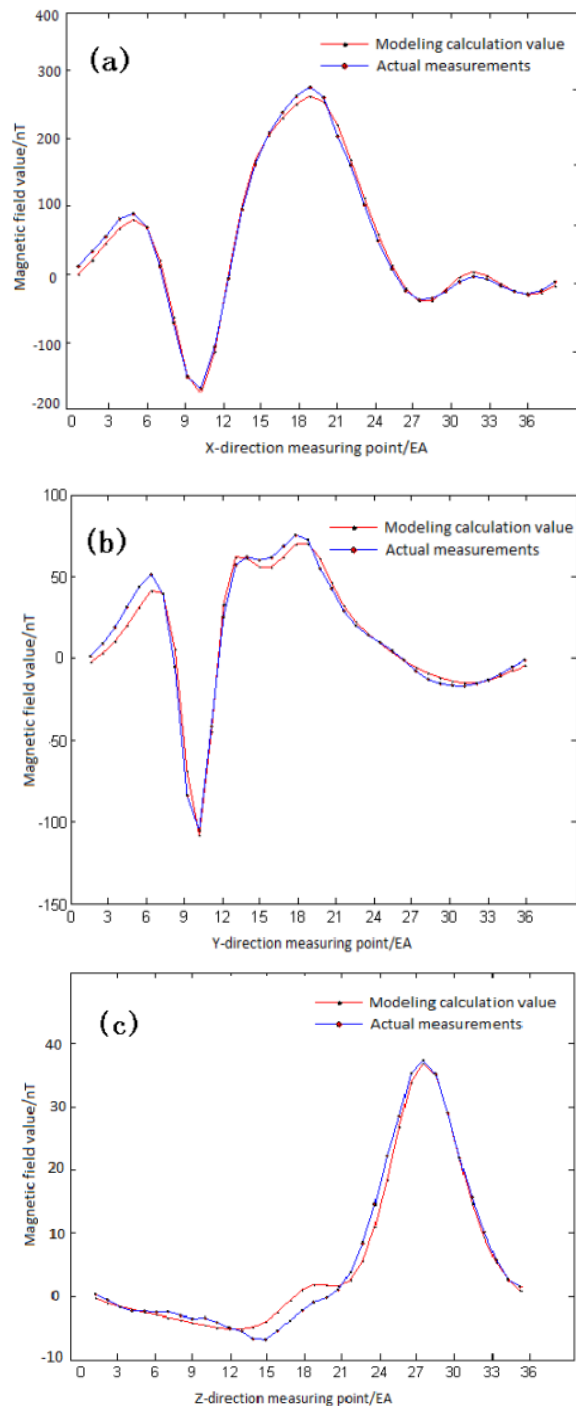 400
(a)
Modeling calculation value
Actual measurements
300
200
100
0
-100
-200
Magnetic field value/nT
0 3 6 9 12 15 18 21 24 27 30 33 36
X-direction measuring point/EA
100
(b)
Modeling calculation value
Actual measurements
50
0
-50
-100
-150
Magnetic field value/nT
0 3 6 9 12 15 18 21 24 27 30 33 36
Y-direction measuring point/EA
(c)
Modeling calculation value
Actual measurements
40
30
20
10
0
-10
Magnetic field value/nT
0 3 6 9 12 15 18 21 24 27 30 33 36
Z-direction measuring point/EA